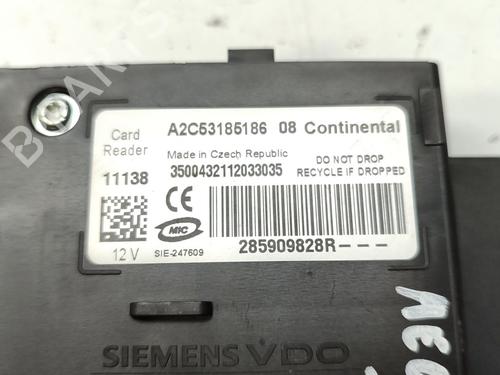 B-PARTS
Card Reader
A2C53185186 08 Continental
Made in Czech Republic
DO NOT DROP
11138
3500432112033035
RECYCLE IF DROPPED
CE
MIC
12 V
SIE-247609
285909828R---
SIEMENS VDO